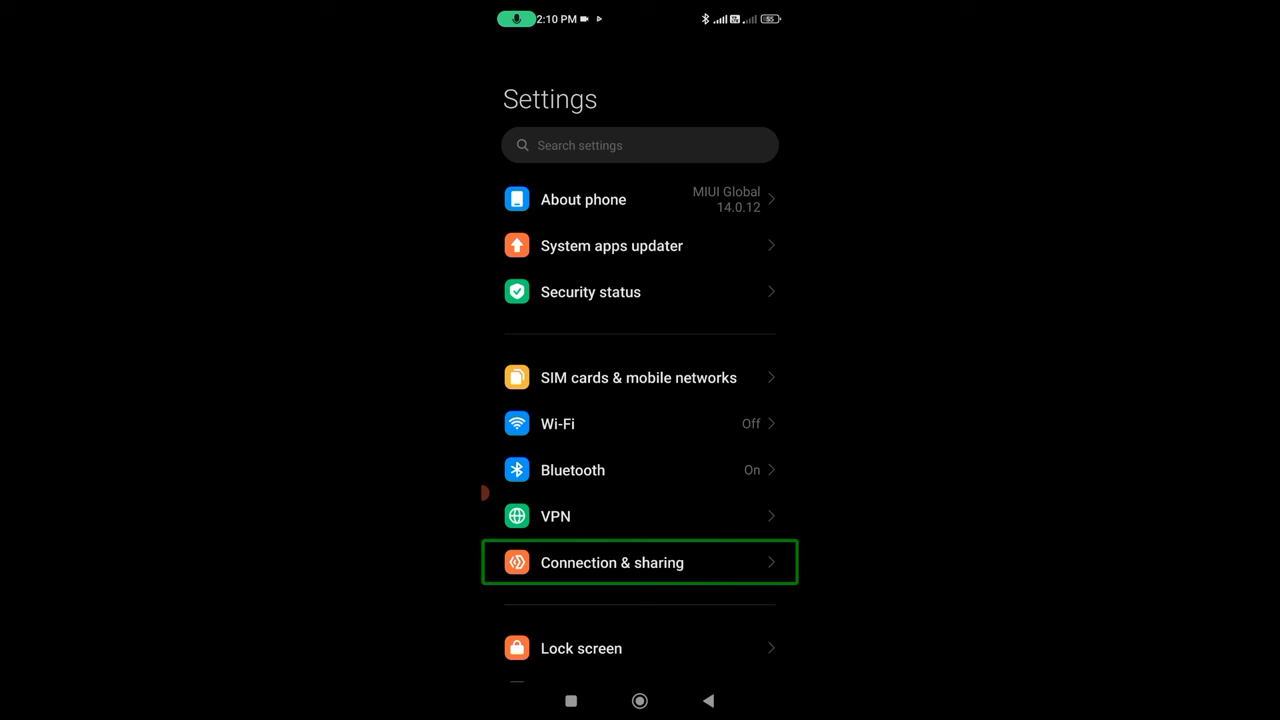 2:10 PM
55
Settings
Search settings
About phone
MIUI Global
14.0.12
System apps updater
Security status
SIM cards & mobile networks
Wi-Fi
Off
Bluetooth
On
VPN
Connection & sharing
Lock screen